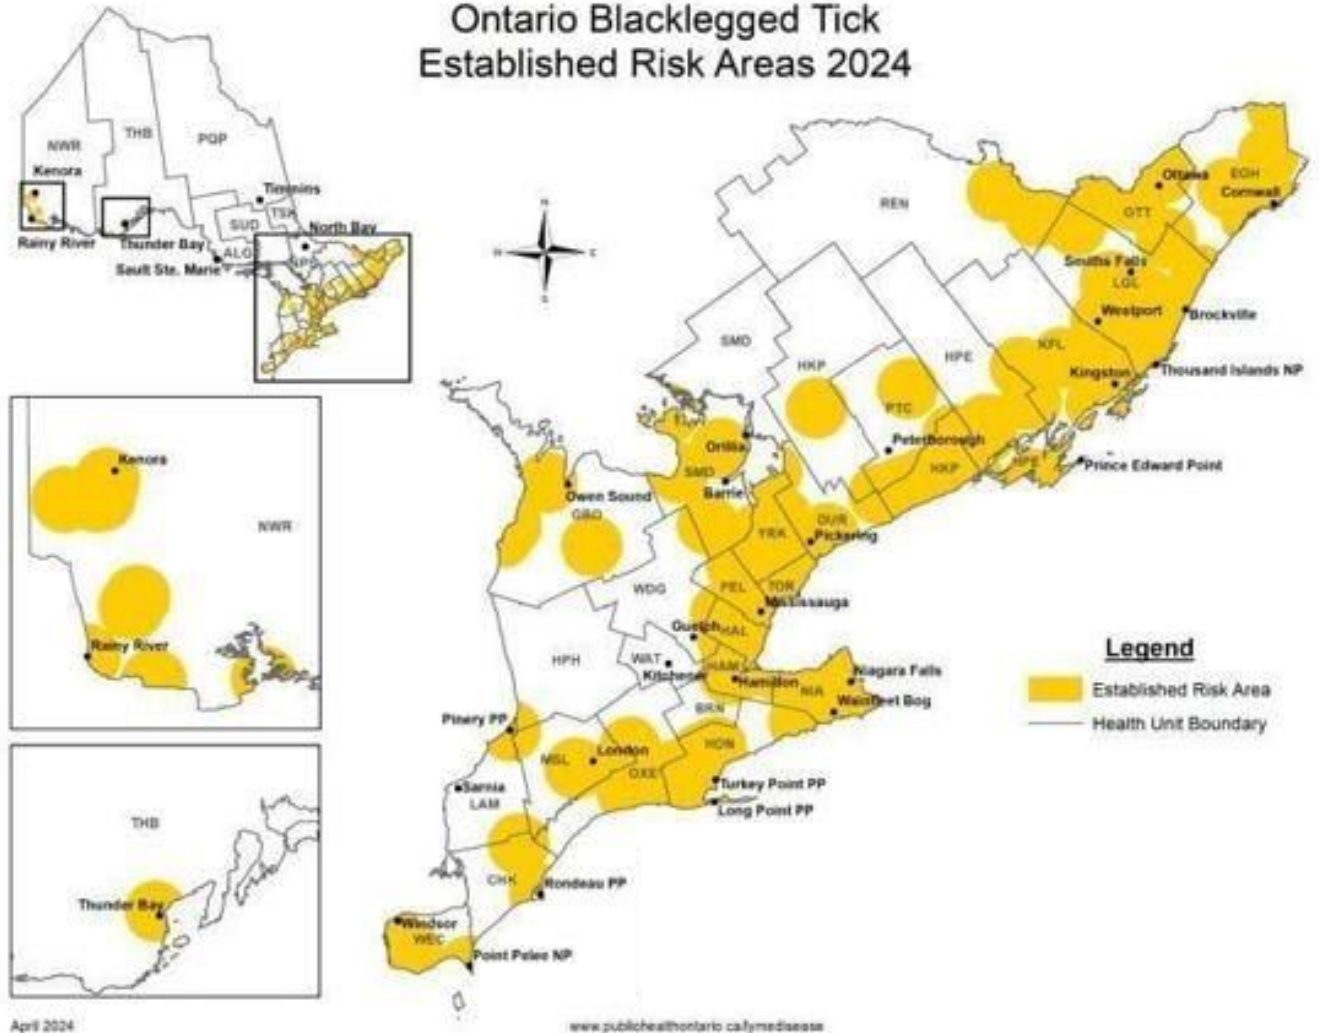 Ontario Blacklegged Tick
Established Risk Areas 2024
NWR
THB
PQP
Kenora
Timmins
TSK
SUD
North Bay
Rainy River
Thunder Bay
ALG
NPS
Sault Ste. Marie
N
E
S
W
REN
Ottawa
EOH
Cornwall
OTT
Smiths Falls
LGL
Westport
Brockville
SMD
HKP
HPE
KFL
Kingston
Thousand Islands NP
PTC
Peterborough
Orillia
SMD
HKP
HPE
Prince Edward Point
Barrie
Owen Sound
GBO
YRK
DUR
Pickering
WDG
PEL
TOR
Mississauga
Guelph
HAL
HPH
WAT
Kitchener
HAM
Hamilton
NIA
Niagara Falls
Wainfleet Bog
BRN
Pinery PP
HDN
MSL
London
OXE
Turkey Point PP
Long Point PP
Sarnia
LAM
CHK
Rondeau PP
Windsor
WEC
Point Pelee NP
Kenora
NWR
Rainy River
THB
Thunder Bay
Legend
Established Risk Area
Health Unit Boundary
April 2024
www.publichealthontario.ca/lymedisease